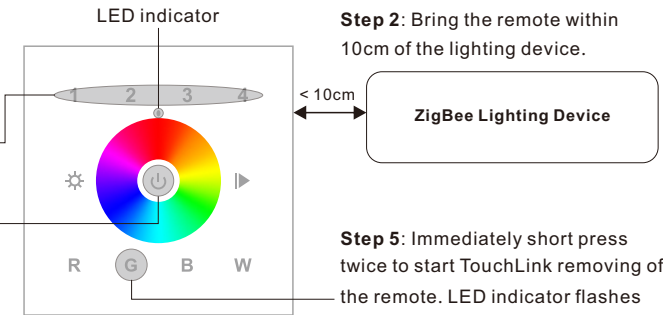 LED indicator
Step 2: Bring the remote within
10cm of the lighting device.
1 2 3 4
< 10cm
ZigBee Lighting Device
R G B W
Step 5: Immediately short press
twice to start TouchLink removing of
the remote. LED indicator flashes